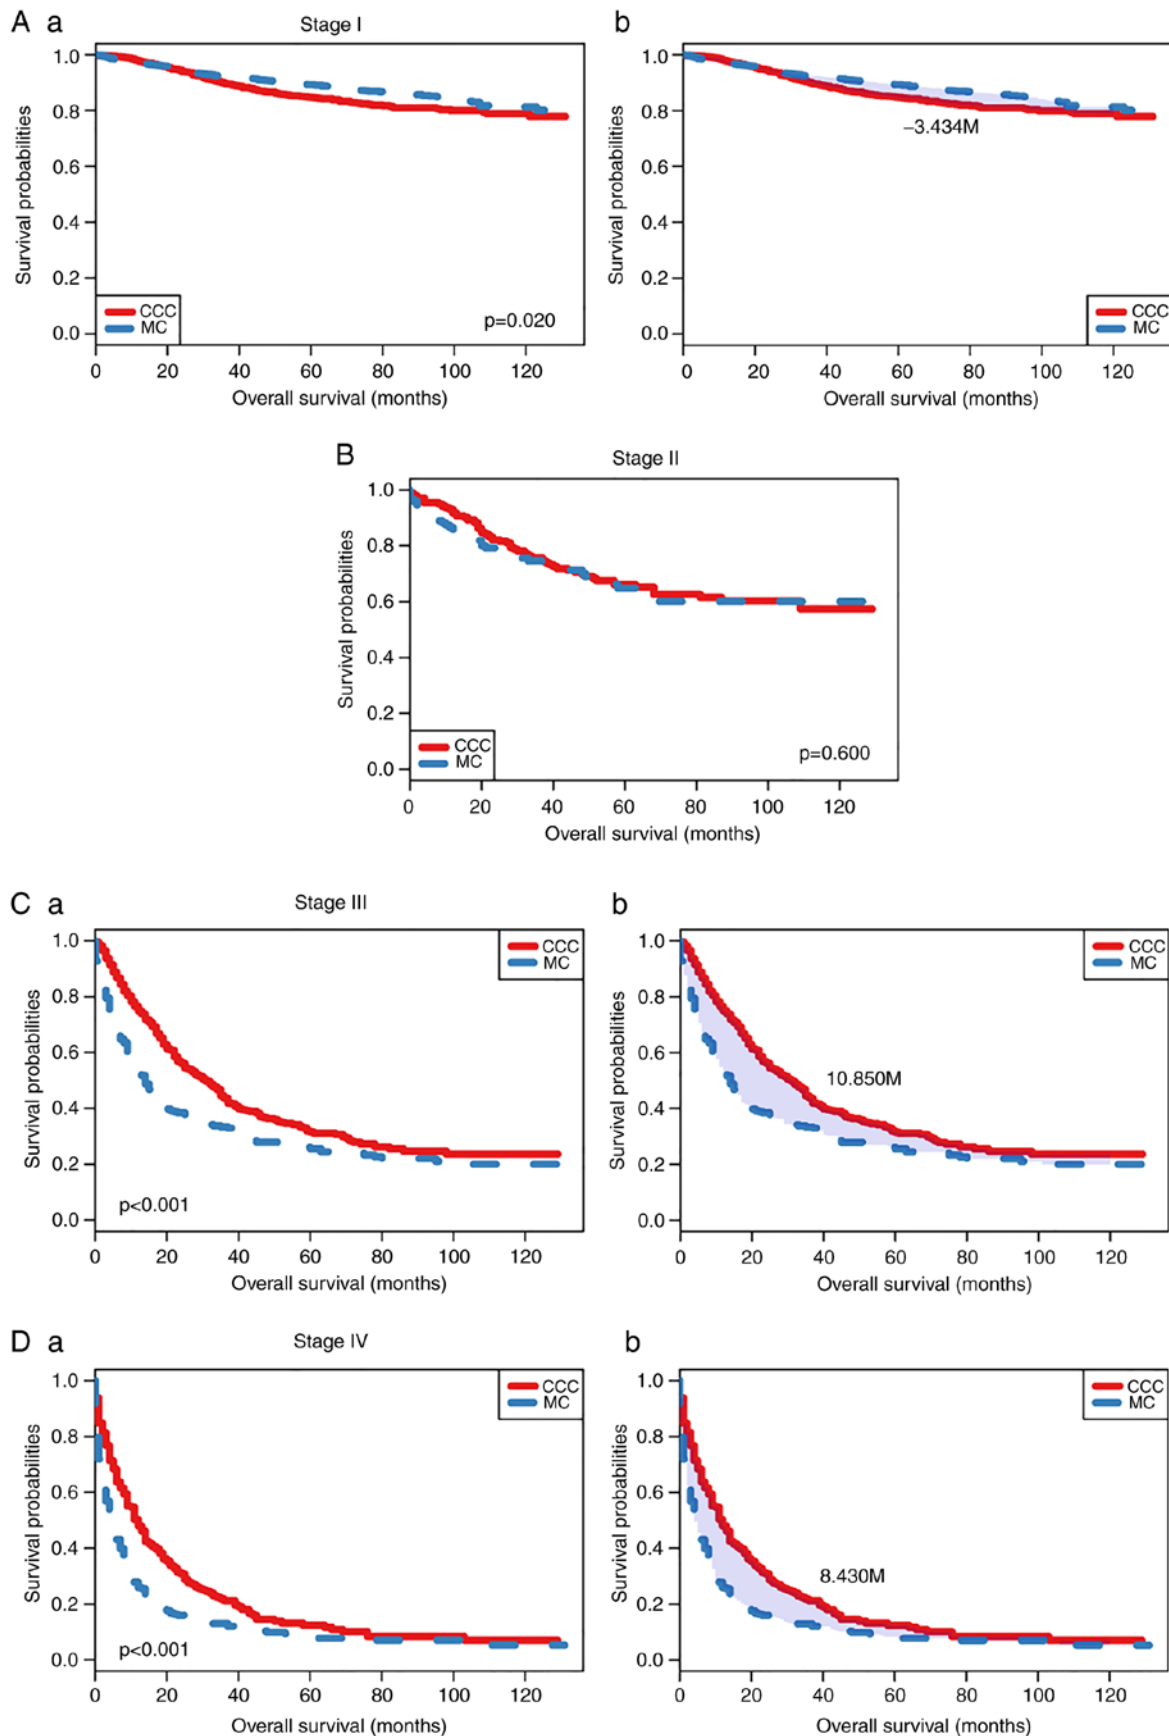 A a Stage I b
1.0
0.8
0.6
0.4
0.2
0.0
Survival probabilities
CCC
MC
p=0.020
0 20 40 60 80 100 120
Overall survival (months)
1.0
0.8
0.6
0.4
0.2
0.0
Survival probabilities
−3.434M
CCC
MC
0 20 40 60 80 100 120
Overall survival (months)
B Stage II
1.0
0.8
0.6
0.4
0.2
0.0
Survival probabilities
CCC
MC
p=0.600
0 20 40 60 80 100 120
Overall survival (months)
C a Stage III b
1.0
0.8
0.6
0.4
0.2
0.0
Survival probabilities
CCC
MC
p<0.001
0 20 40 60 80 100 120
Overall survival (months)
1.0
0.8
0.6
0.4
0.2
0.0
Survival probabilities
CCC
MC
10.850M
0 20 40 60 80 100 120
Overall survival (months)
D a Stage IV b
1.0
0.8
0.6
0.4
0.2
0.0
Survival probabilities
CCC
MC
p<0.001
0 20 40 60 80 100 120
Overall survival (months)
1.0
0.8
0.6
0.4
0.2
0.0
Survival probabilities
CCC
MC
8.430M
0 20 40 60 80 100 120
Overall survival (months)